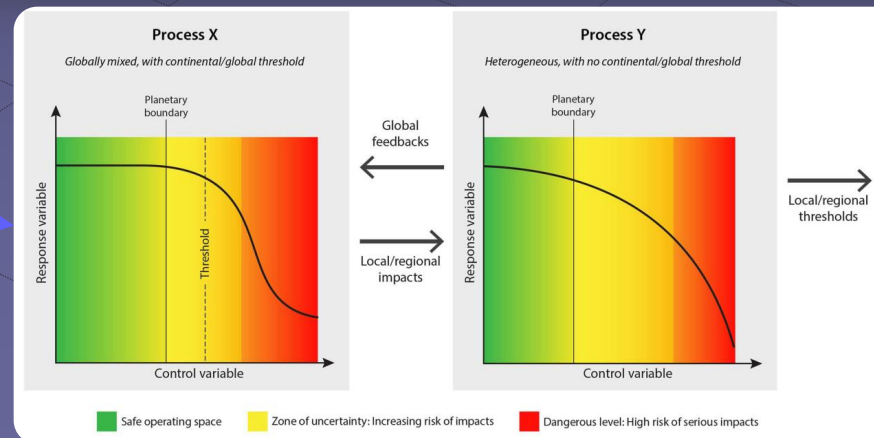 Process X
Globally mixed, with continental/global threshold
Planetary
boundary
Response variable
Threshold
Control variable
Global
feedbacks
Local/regional
impacts
Process Y
Heterogeneous, with no continental/global threshold
Planetary
boundary
Response variable
Control variable
Local/regional
thresholds
Safe operating space
Zone of uncertainty: Increasing risk of impacts
Dangerous level: High risk of serious impacts